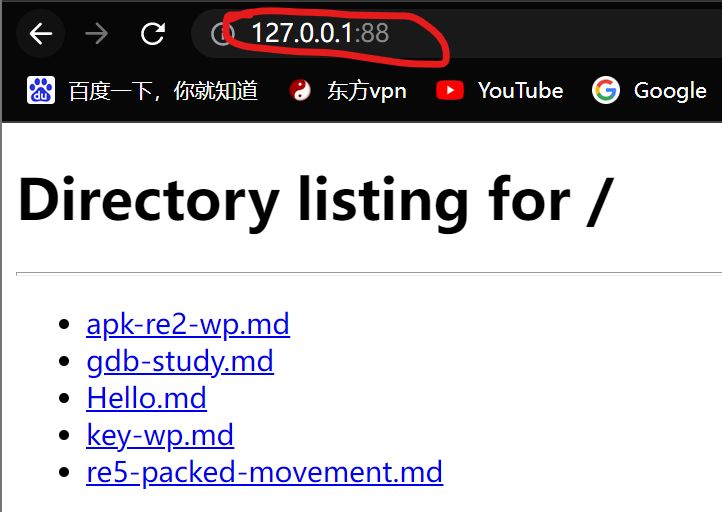 127.0.0.1:88
百度一下，你就知道 东方vpn YouTube Google
Directory listing for /
apk-re2-wp.md
gdb-study.md
Hello.md
key-wp.md
re5-packed-movement.md